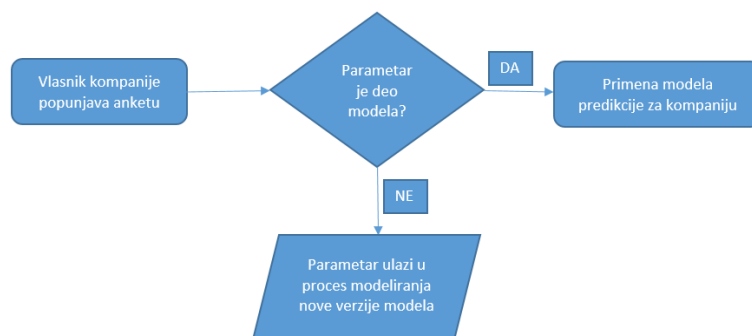 Vlasnik kompanije
popunjava anketu
Parametar
je deo
modela?
DA
Primena modela
predikcije za kompaniju
NE
Parametar ulazi u
proces modeliranja
nove verzije modela